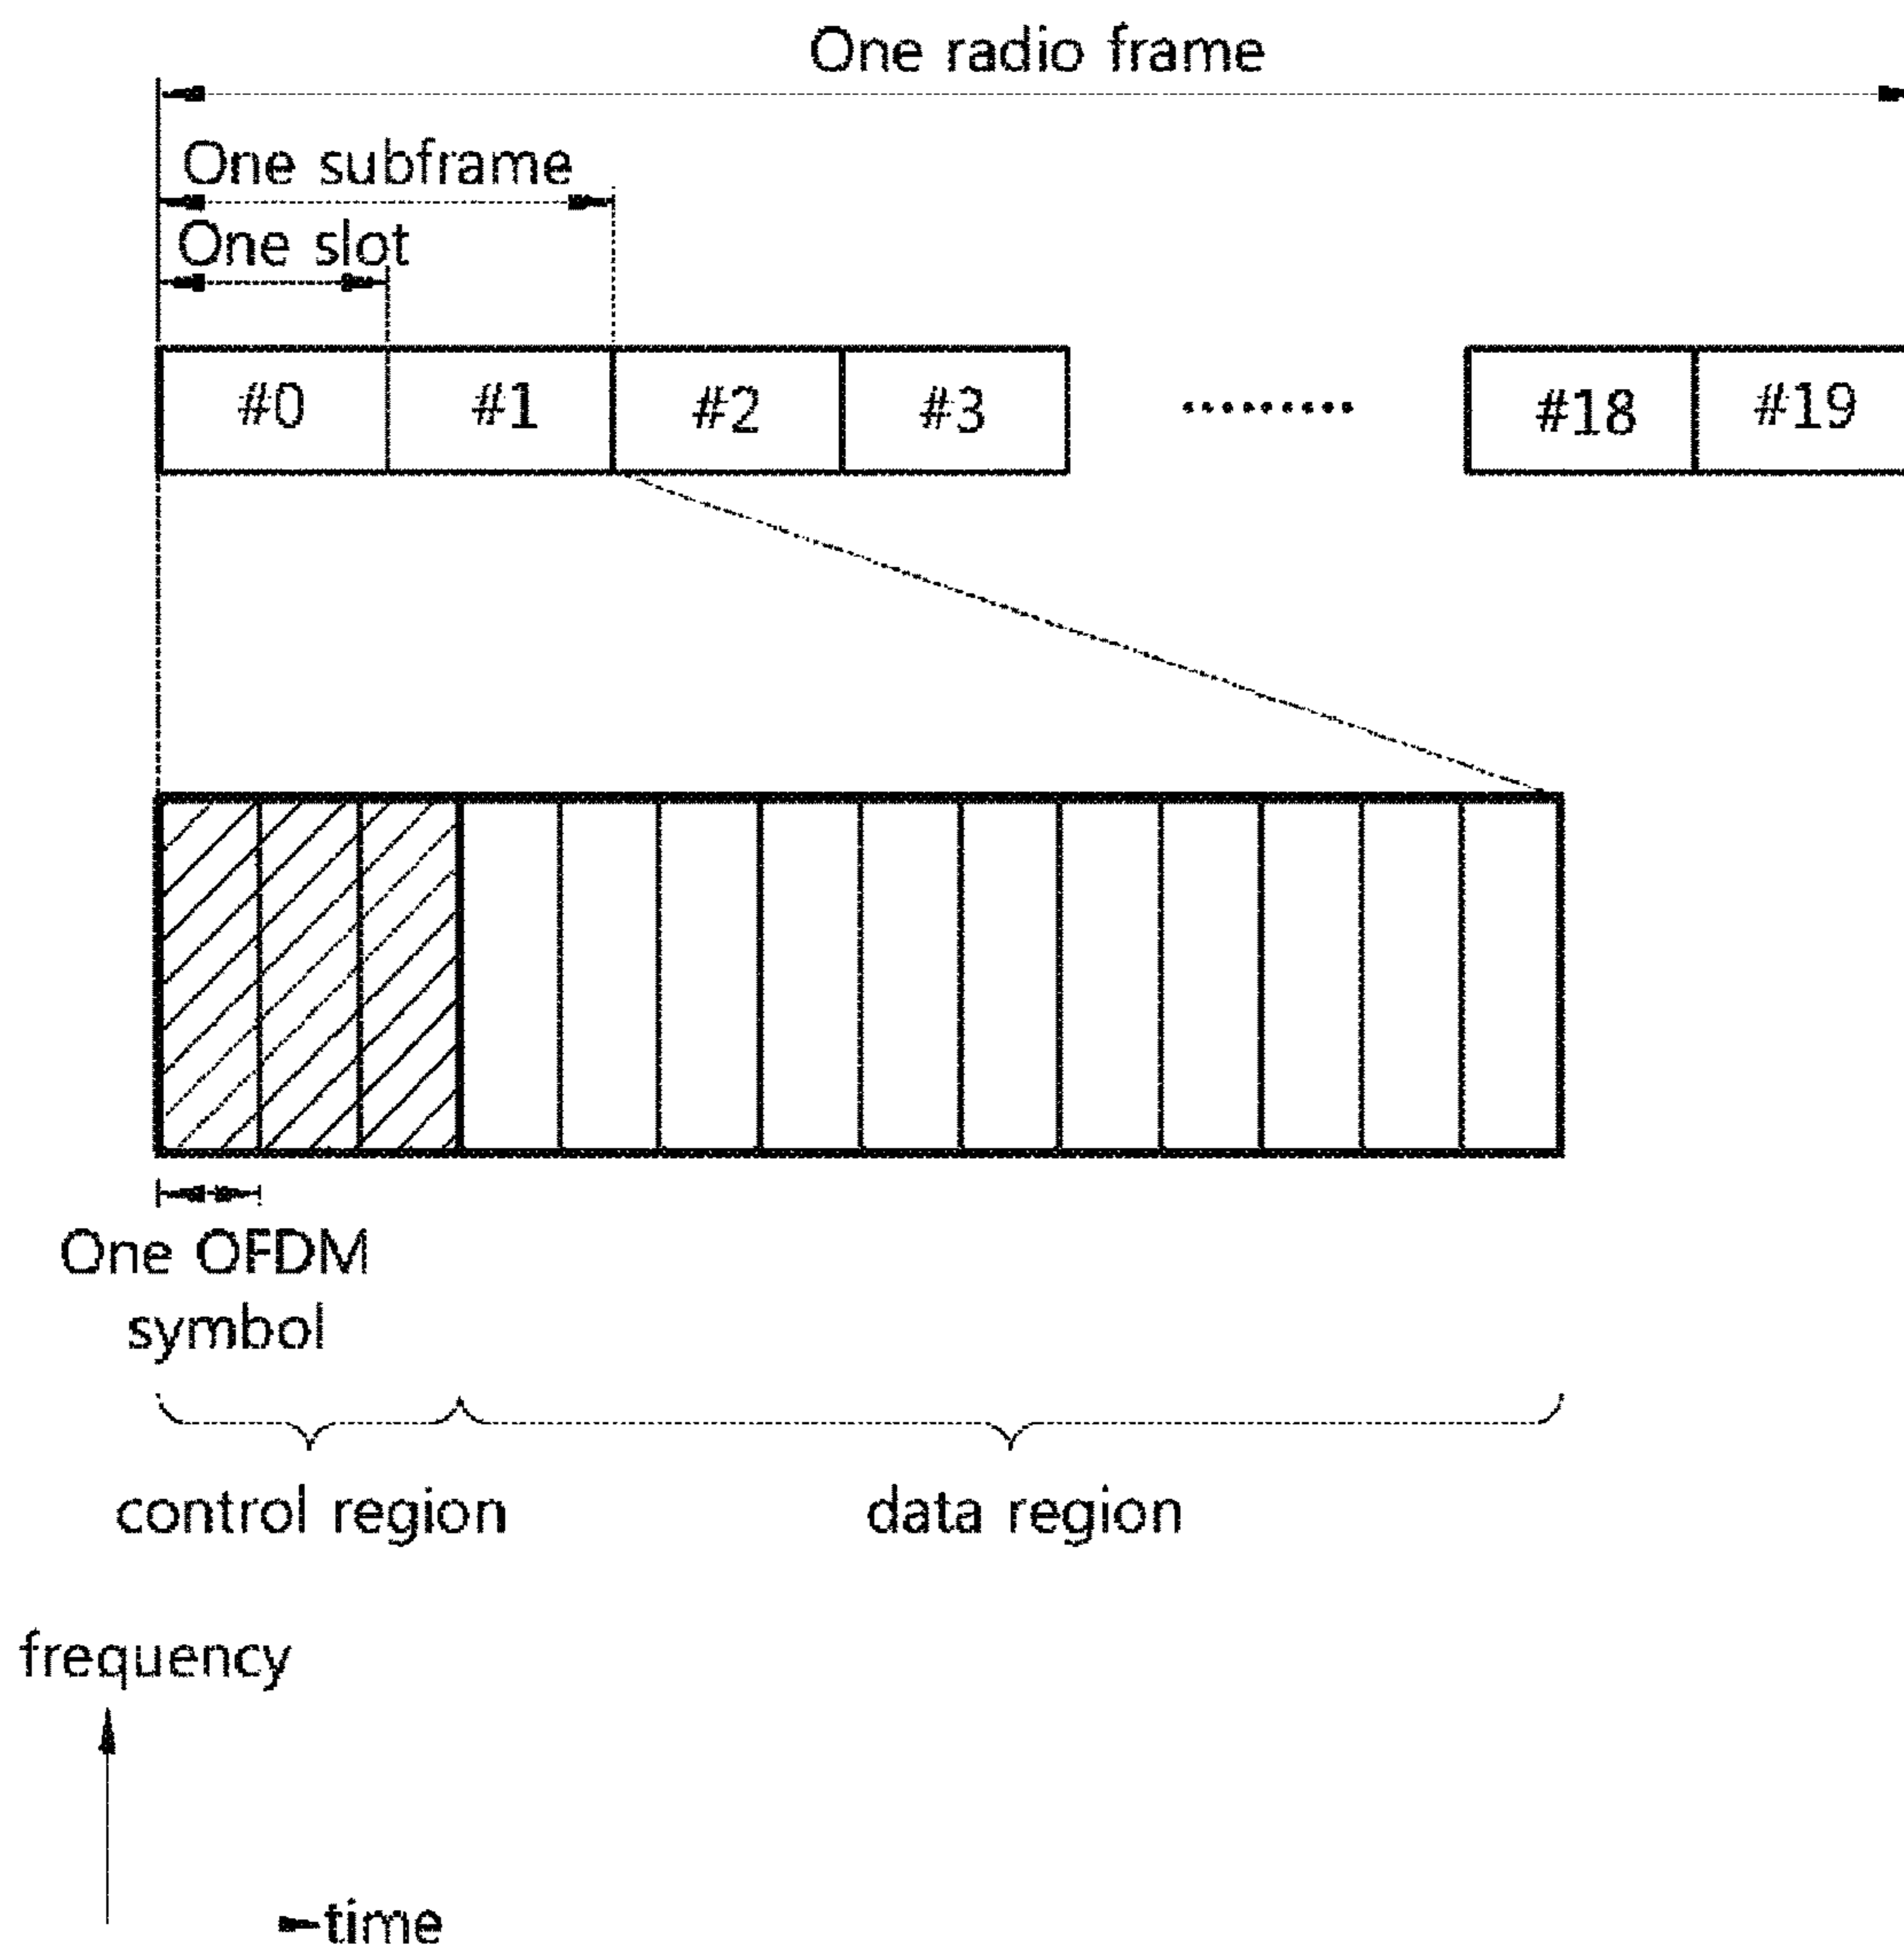 One radio frame
One subframe
One slot
#0 #1 #2 #3 ......... #18 #19
One OFDM
symbol
control region data region
frequency
time